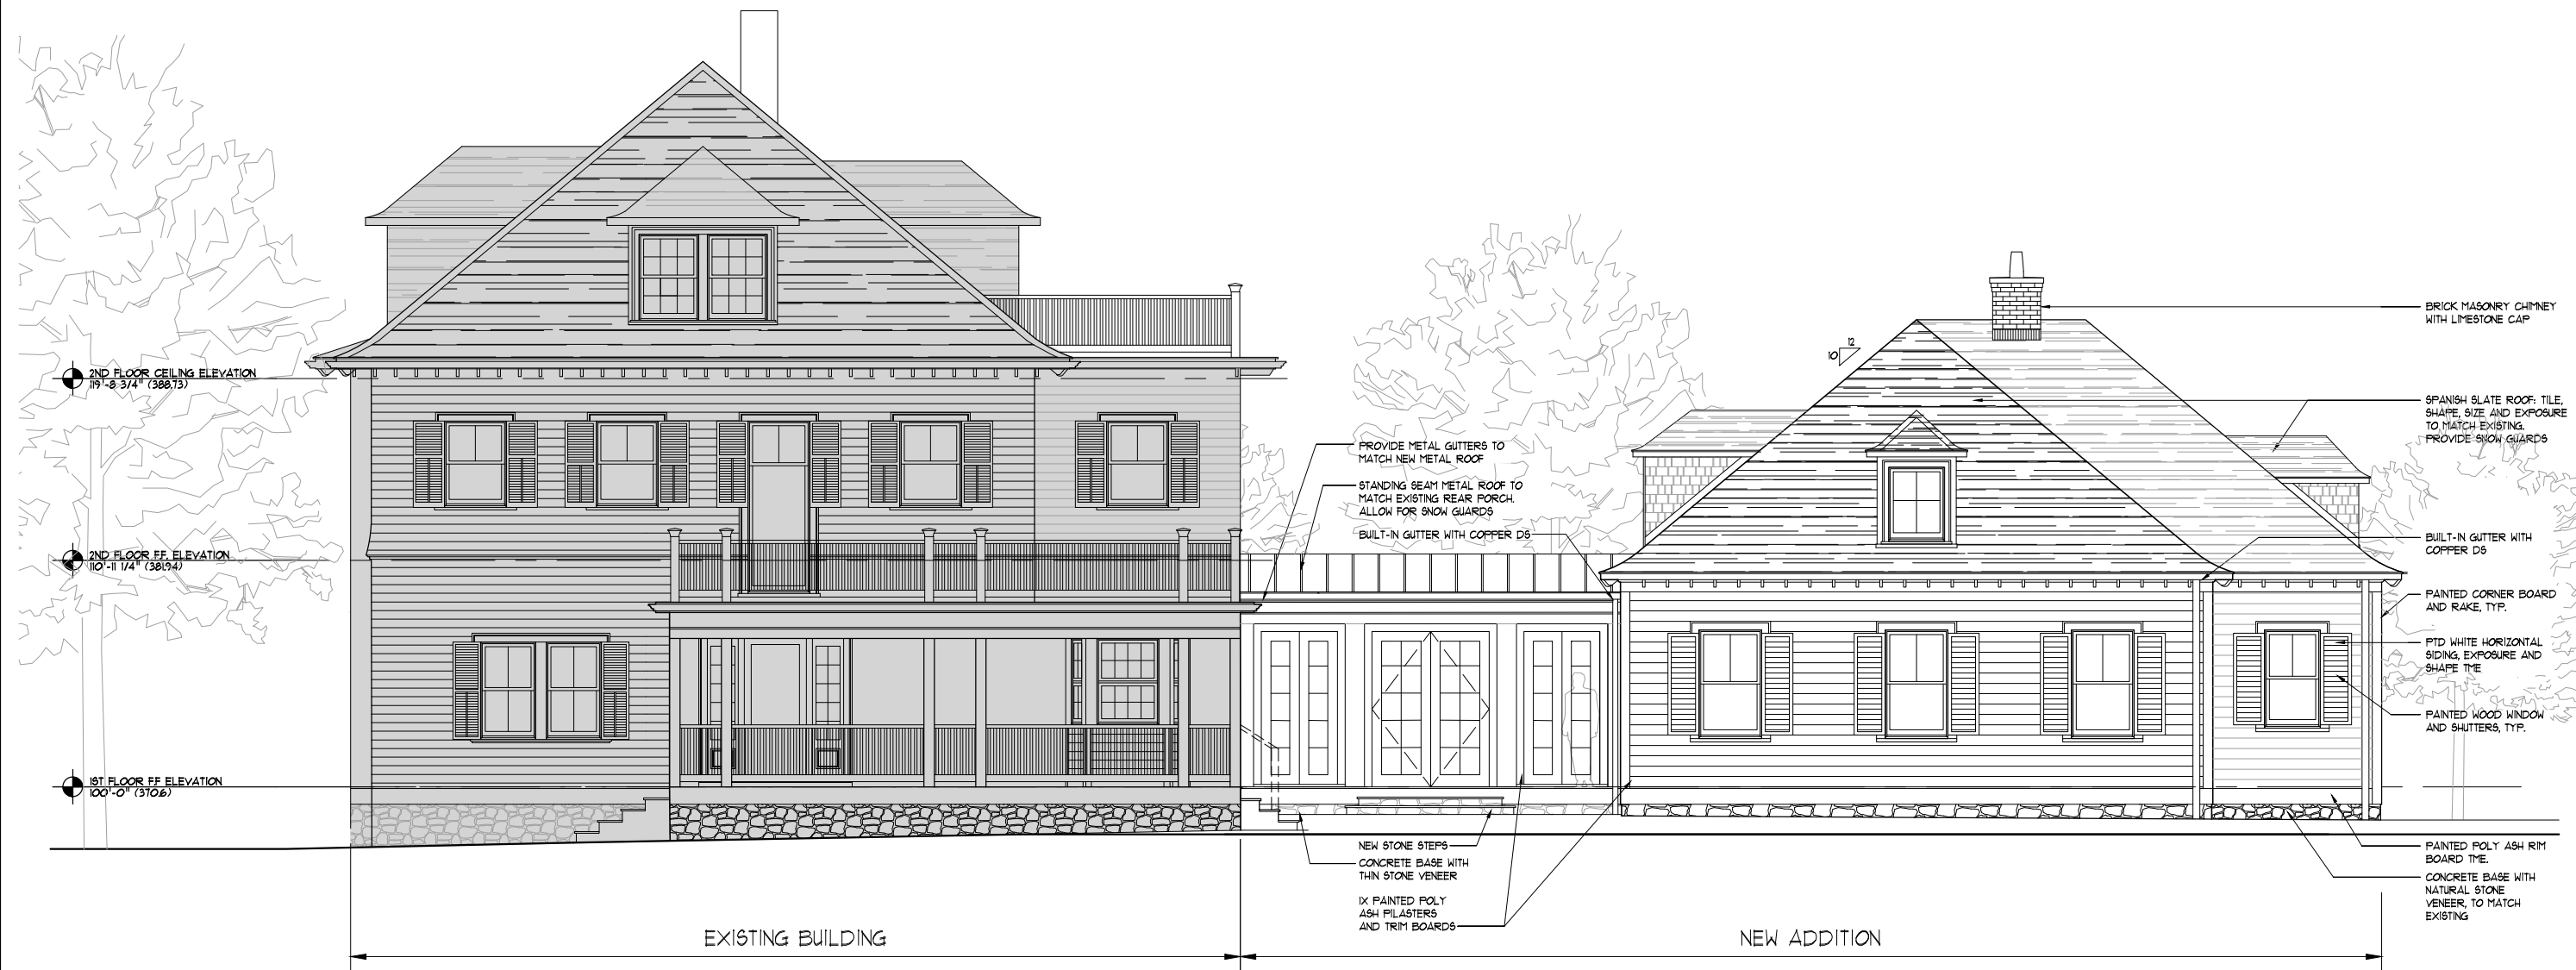 2ND FLOOR CEILING ELEVATION
119'-8 3/4" (388.73)
2ND FLOOR F.F. ELEVATION
110'-11 1/4" (381.94)
1ST FLOOR F.F ELEVATION
100'-0" (370.6)
EXISTING BUILDING
PROVIDE METAL GUTTERS TO
MATCH NEW METAL ROOF
STANDING SEAM METAL ROOF TO
MATCH EXISTING REAR PORCH.
ALLOW FOR SNOW GUARDS
BUILT-IN GUTTER WITH COPPER DS
NEW STONE STEPS
CONCRETE BASE WITH
THIN STONE VENEER
1X PAINTED POLY
ASH PILASTERS
AND TRIM BOARDS
12
10
NEW ADDITION
BRICK MASONRY CHIMNEY
WITH LIMESTONE CAP
SPANISH SLATE ROOF: TILE,
SHAPE, SIZE AND EXPOSURE
TO MATCH EXISTING.
PROVIDE SNOW GUARDS
BUILT-IN GUTTER WITH
COPPER DS
PAINTED CORNER BOARD
AND RAKE, TYP.
PTD WHITE HORIZONTAL
SIDING, EXPOSURE AND
SHAPE TME
PAINTED WOOD WINDOW
AND SHUTTERS, TYP.
PAINTED POLY ASH RIM
BOARD TME.
CONCRETE BASE WITH
NATURAL STONE
VENEER, TO MATCH
EXISTING